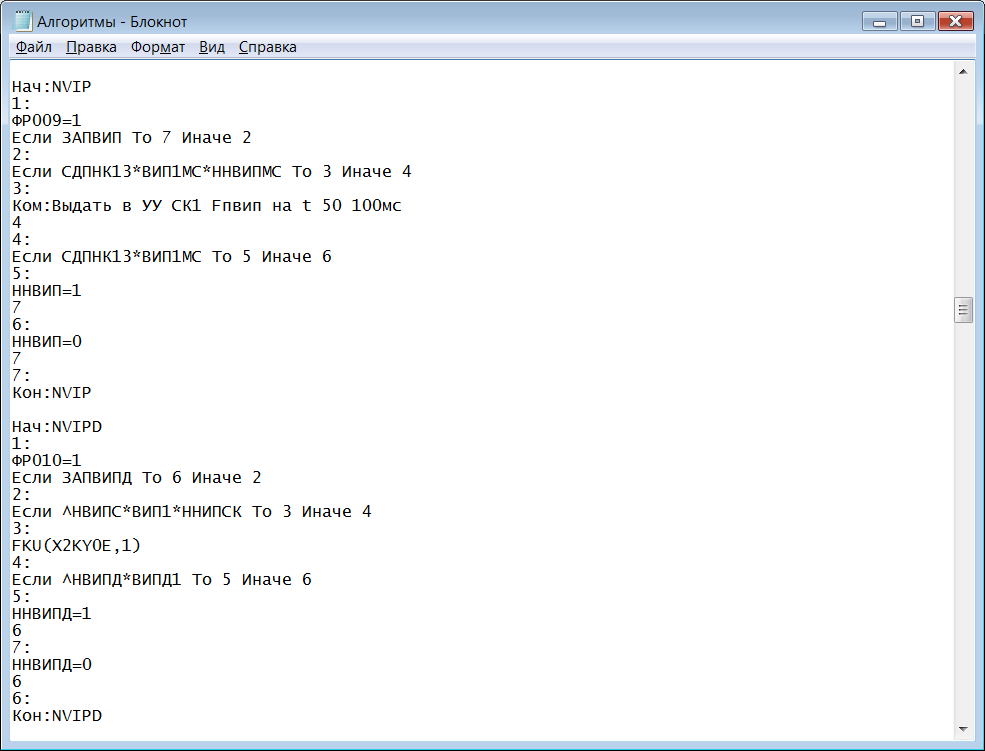 Алгоритмы - Блокнот
Файл Правка Формат Вид Справка
Нач:NVIP
1:
ФР009=1
Если ЗАПВИП То 7 Иначе 2
2:
Если СДПНК13*ВИП1МС*ННВИПМС То 3 Иначе 4
3:
Ком:Выдать в УУ СК1 Fпвип на t 50 100мс
4
4:
Если СДПНК13*ВИП1МС То 5 Иначе 6
5:
ННВИП=1
7
6:
ННВИП=0
7
7:
Кон:NVIP
Нач:NVIPD
1:
ФР010=1
Если ЗАПВИПД То 6 Иначе 2
2:
Если ^НВИПС*ВИП1*ННИПСК То 3 Иначе 4
3:
FKU(X2KY0E,1)
4:
Если ^НВИПД*ВИПД1 То 5 Иначе 6
5:
ННВИПД=1
6
7:
ННВИПД=0
6
6:
Кон:NVIPD